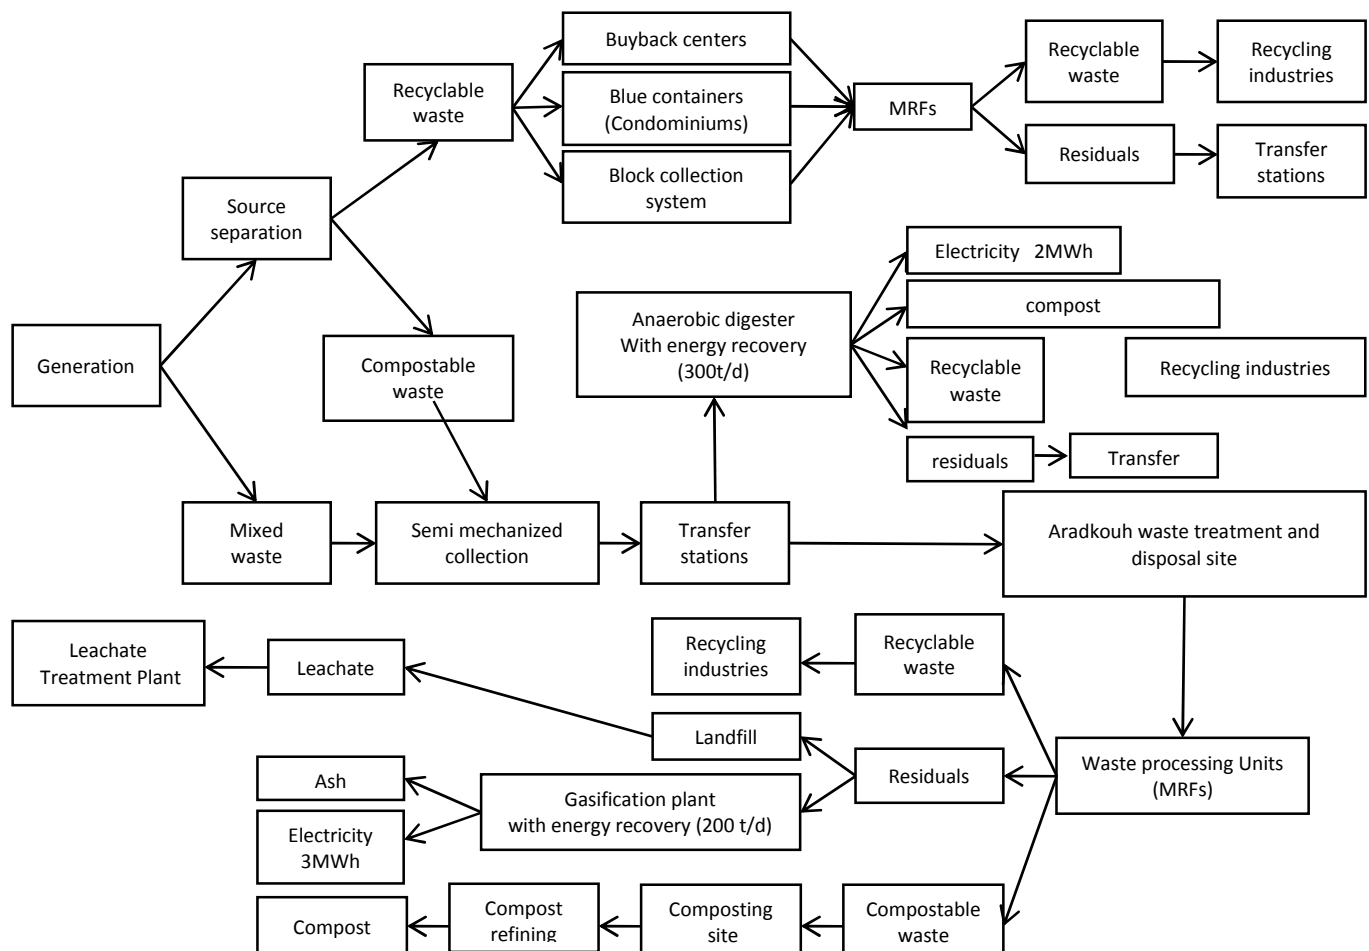 Buyback centers
Recyclable
waste
Recycling
industries
Recyclable
waste
Blue containers
(Condominiums)
MRFs
Block collection
system
Residuals
Transfer
stations
Source
separation
Electricity 2MWh
compost
Anaerobic digester
With energy recovery
(300t/d)
Generation
Compostable
waste
Recyclable
waste
Recycling industries
residuals
Transfer
Mixed
waste
Semi mechanized
collection
Transfer
stations
Aradkouh waste treatment and
disposal site
Leachate
Treatment Plant
Leachate
Recycling
industries
Recyclable
waste
Landfill
Residuals
Waste processing Units
(MRFs)
Ash
Gasification plant
with energy recovery (200 t/d)
Electricity
3MWh
Compost
Compost
refining
Composting
site
Compostable
waste